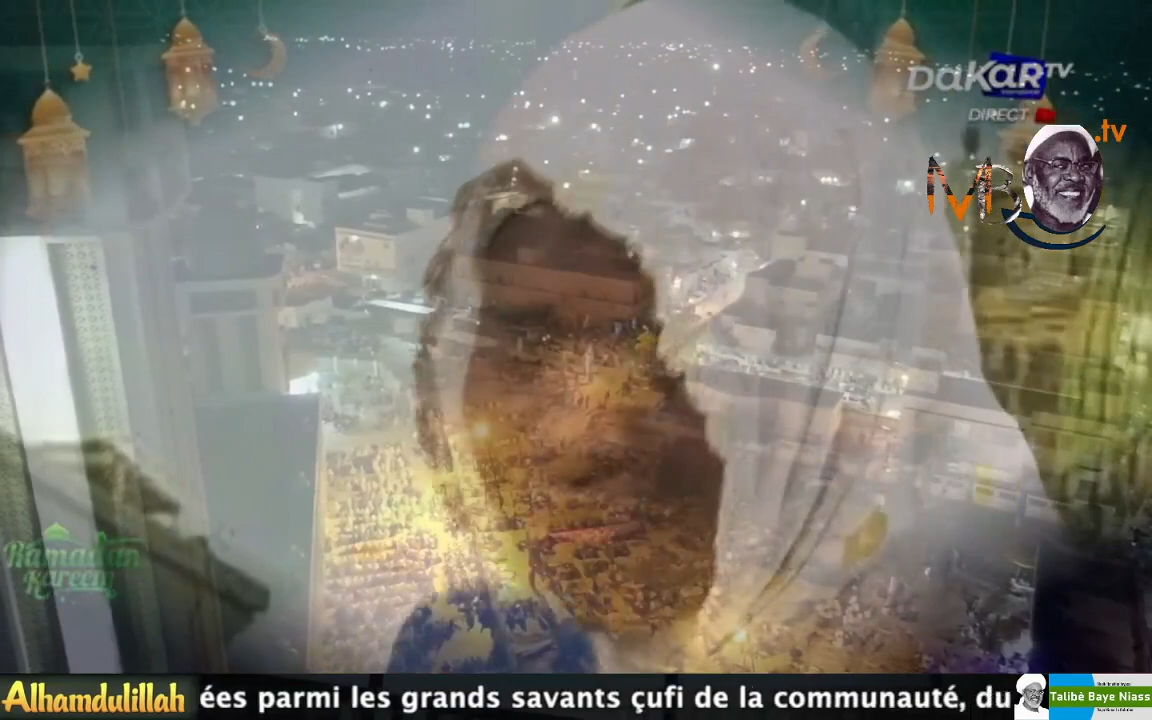 DaKaR TV
DIRECT
MB
.tv
Ramadan
Kareem
Alhamdulillah
ées parmi les grands savants çufi de la communauté, du
Talibè Baye Niass